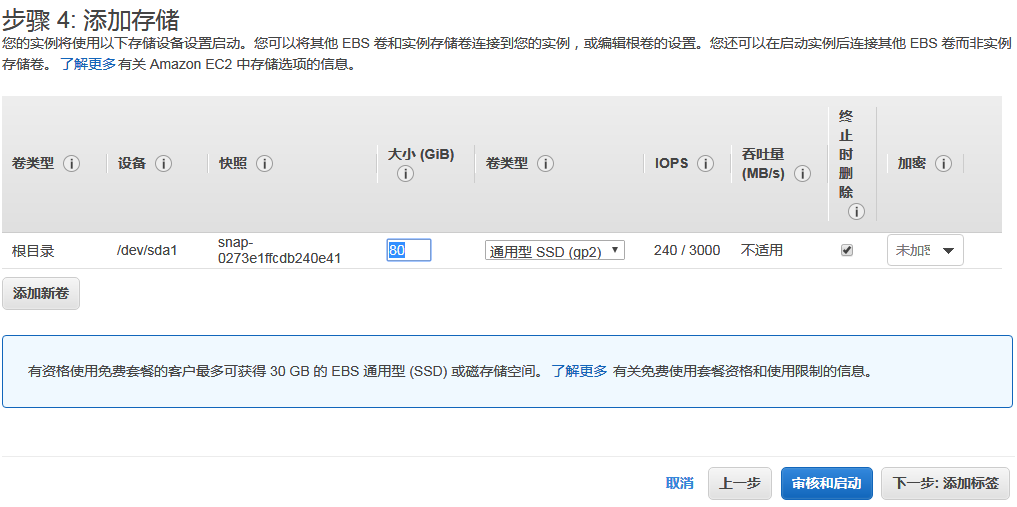 步骤 4: 添加存储
您的实例将使用以下存储设备设置启动。您可以将其他 EBS 卷和实例存储卷连接到您的实例，或编辑根卷的设置。您还可以在启动实例后连接其他 EBS 卷而非实例
存储卷。 了解更多 有关 Amazon EC2 中存储选项的信息。
卷类型 设备 快照 大小 (GiB) 卷类型 IOPS 吞吐量 (MB/s) 终止时删除 加密
根目录 /dev/sda1 snap-0273e1ffcdb240e41 80 通用型 SSD (gp2) 240 / 3000 不适用 未加
添加新卷
有资格使用免费套餐的客户最多可获得 30 GB 的 EBS 通用型 (SSD) 或磁存储空间。 了解更多 有关免费使用套餐资格和使用限制的信息。
取消 上一步 审核和启动 下一步: 添加标签